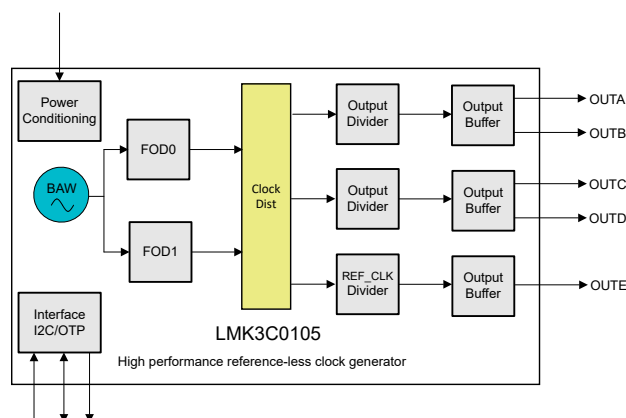 Power
Conditioning
BAW
FOD0
FOD1
Clock
Dist
Output
Divider
Output
Buffer
OUTA
OUTB
Output
Divider
Output
Buffer
OUTC
OUTD
REF_CLK
Divider
Output
Buffer
OUTE
Interface
I2C/OTP
LMK3C0105
High performance reference-less clock generator